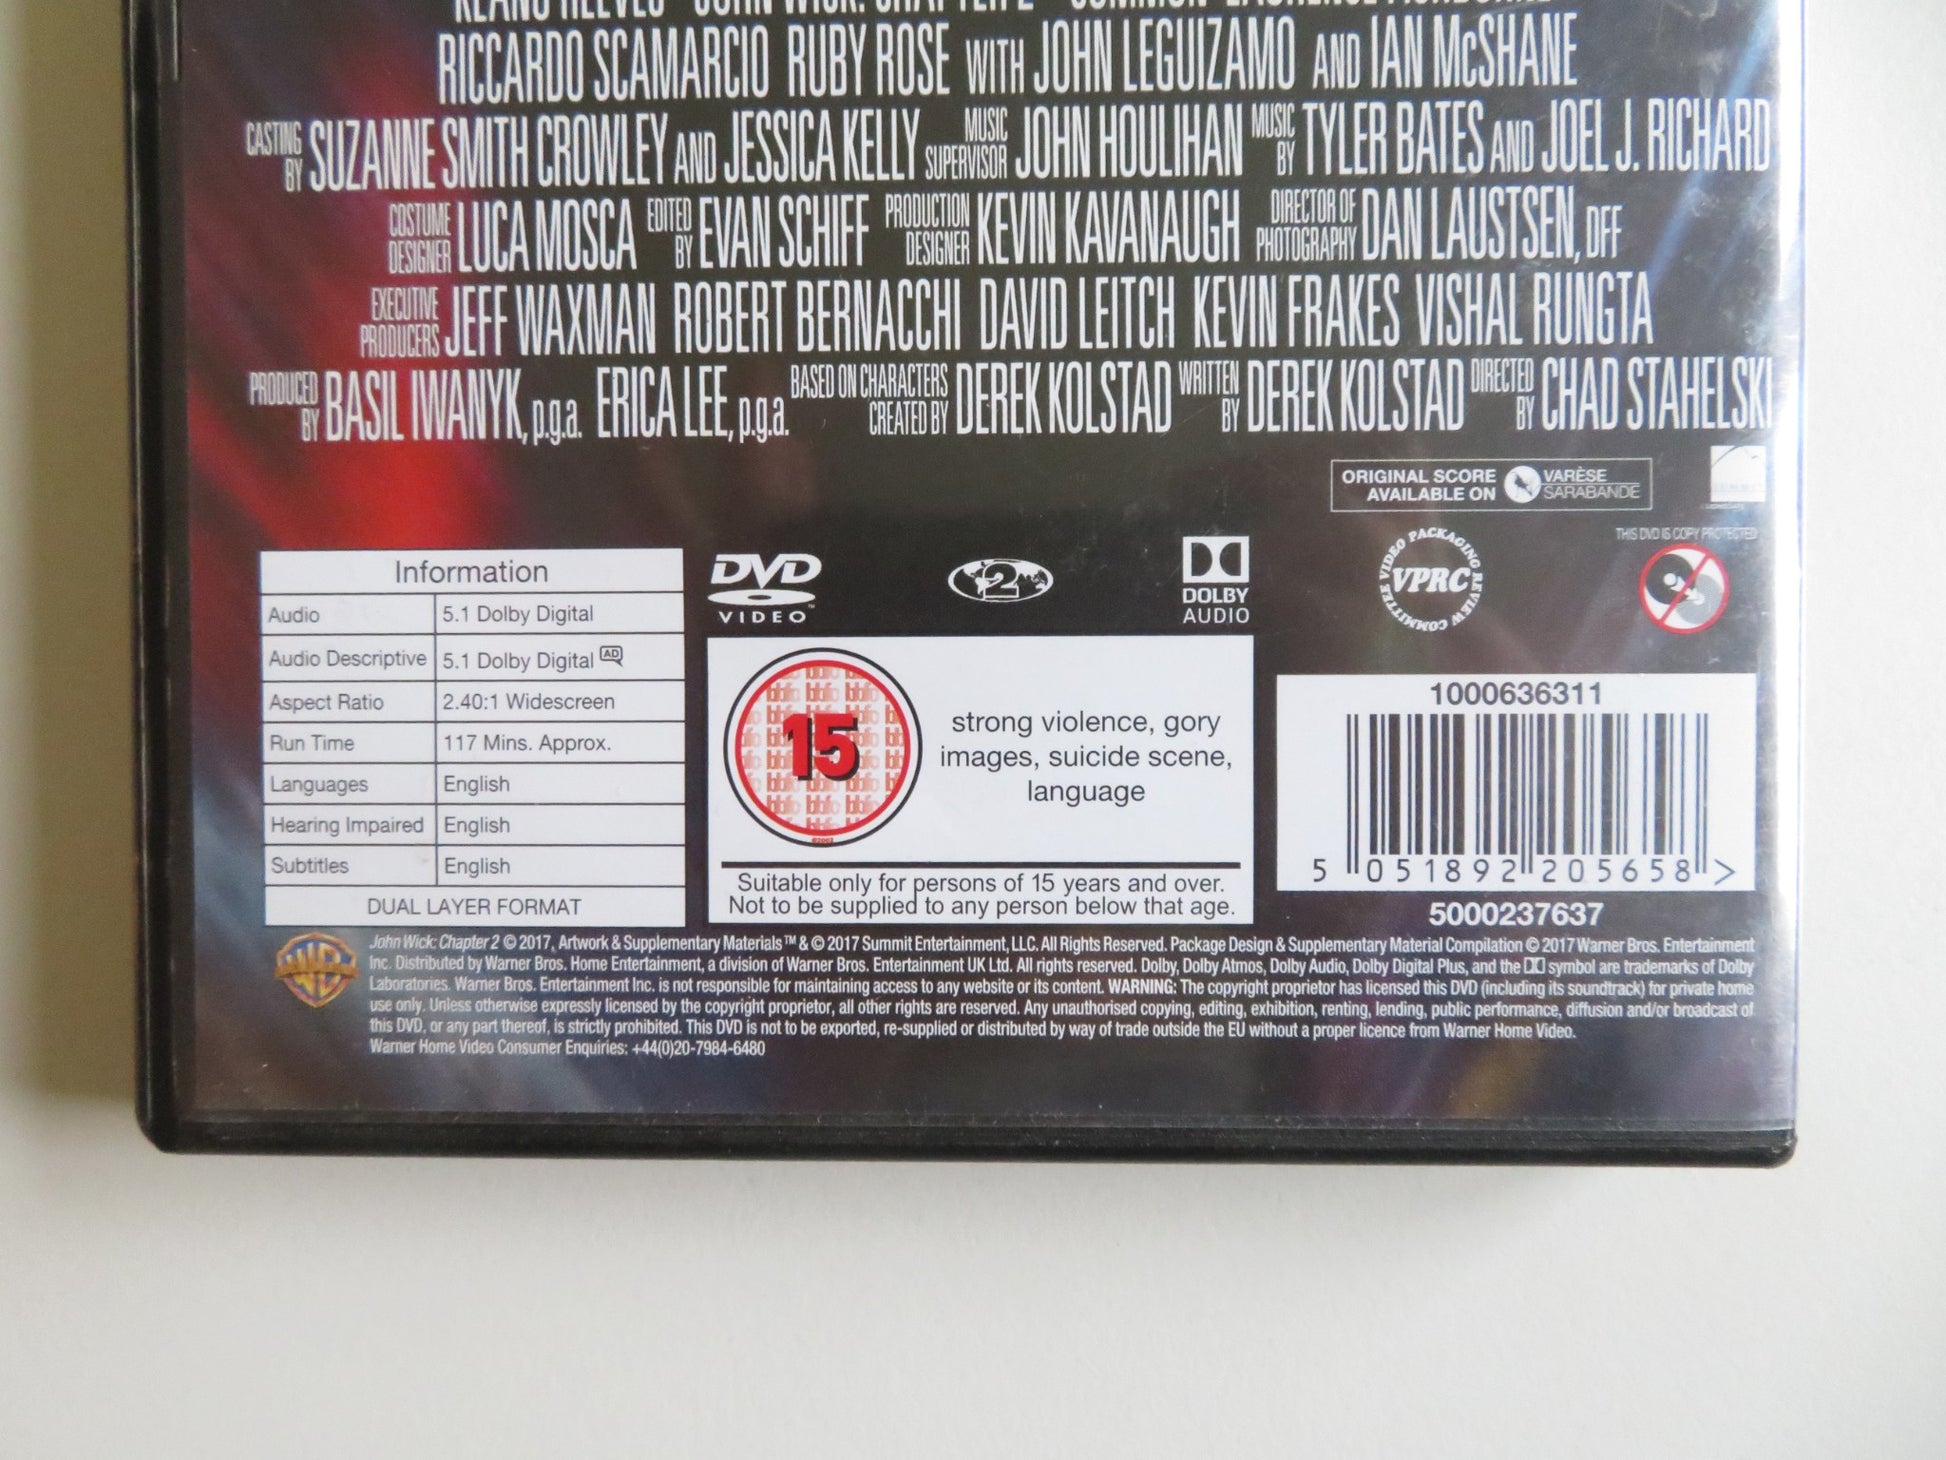 KEANU REEVES JOHN WICK: CHAPTER 2 COMMON LAURENCE FISHBURNE
RICCARDO SCAMARCIO RUBY ROSE WITH JOHN LEGUIZAMO AND IAN McSHANE
CASTING BY SUZANNE SMITH CROWLEY AND JESSICA KELLY MUSIC SUPERVISOR JOHN HOULIHAN MUSIC BY TYLER BATES AND JOEL J. RICHARD
COSTUME DESIGNER LUCA MOSCA EDITED BY EVAN SCHIFF PRODUCTION DESIGNER KEVIN KAVANAUGH DIRECTOR OF PHOTOGRAPHY DAN LAUSTSEN, DFF
EXECUTIVE PRODUCERS JEFF WAXMAN ROBERT BERNACCHI DAVID LEITCH KEVIN FRAKES VISHAL RUNGTA
PRODUCED BY BASIL IWANYK, p.g.a. ERICA LEE, p.g.a. BASED ON CHARACTERS CREATED BY DEREK KOLSTAD WRITTEN BY DEREK KOLSTAD DIRECTED BY CHAD STAHELSKI
ORIGINAL SCORE
AVAILABLE ON
VARÈSE
SARABANDE
Information
Audio 5.1 Dolby Digital
Audio Descriptive 5.1 Dolby Digital AD
Aspect Ratio 2.40:1 Widescreen
Run Time 117 Mins. Approx.
Languages English
Hearing Impaired English
Subtitles English
DUAL LAYER FORMAT
DVD
VIDEO
2
DOLBY
AUDIO
VIDEO PACKAGING REVIEW COMMITTEE
VPRC
THIS DVD IS COPY PROTECTED
15
strong violence, gory
images, suicide scene,
language
Suitable only for persons of 15 years and over.
Not to be supplied to any person below that age.
1000636311
5 051892 205658 >
5000237637
WB
John Wick: Chapter 2 © 2017, Artwork & Supplementary Materials ™ & © 2017 Summit Entertainment, LLC. All Rights Reserved. Package Design & Supplementary Material Compilation © 2017 Warner Bros. Entertainment
Inc. Distributed by Warner Bros. Home Entertainment, a division of Warner Bros. Entertainment UK Ltd. All rights reserved. Dolby, Dolby Atmos, Dolby Audio, Dolby Digital Plus, and the symbol are trademarks of Dolby
Laboratories. Warner Bros. Entertainment Inc. is not responsible for maintaining access to any website or its content. WARNING: The copyright proprietor has licensed this DVD (including its soundtrack) for private home
use only. Unless otherwise expressly licensed by the copyright proprietor, all other rights are reserved. Any unauthorised copying, editing, exhibition, renting, lending, public performance, diffusion and/or broadcast of
this DVD, or any part thereof, is strictly prohibited. This DVD is not to be exported, re-supplied or distributed by way of trade outside the EU without a proper licence from Warner Home Video.
Warner Home Video Consumer Enquiries: +44(0)20-7984-6480